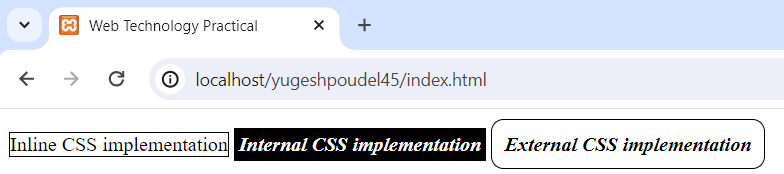 Web Technology Practical
localhost/yugeshpoudel45/index.html
Inline CSS implementation Internal CSS implementation External CSS implementation